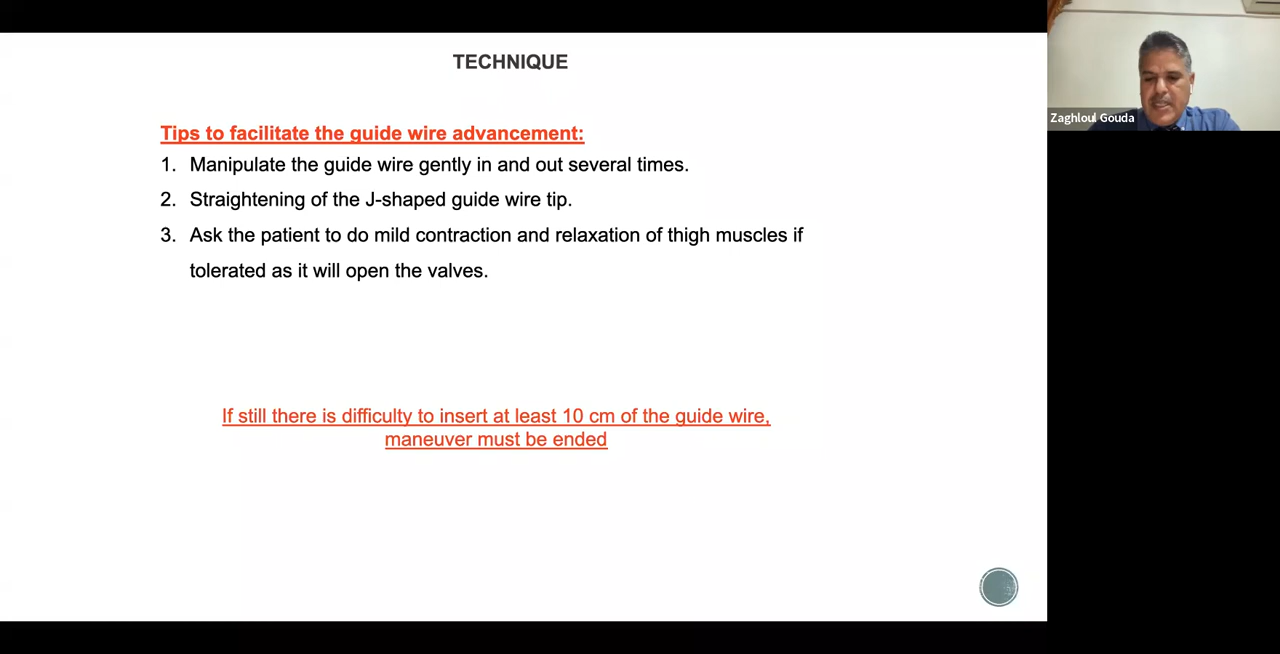 TECHNIQUE
Zaghloul Gouda
Tips to facilitate the guide wire advancement:
1. Manipulate the guide wire gently in and out several times.
2. Straightening of the J-shaped guide wire tip.
3. Ask the patient to do mild contraction and relaxation of thigh muscles if
tolerated as it will open the valves.
If still there is difficulty to insert at least 10 cm of the guide wire,
maneuver must be ended